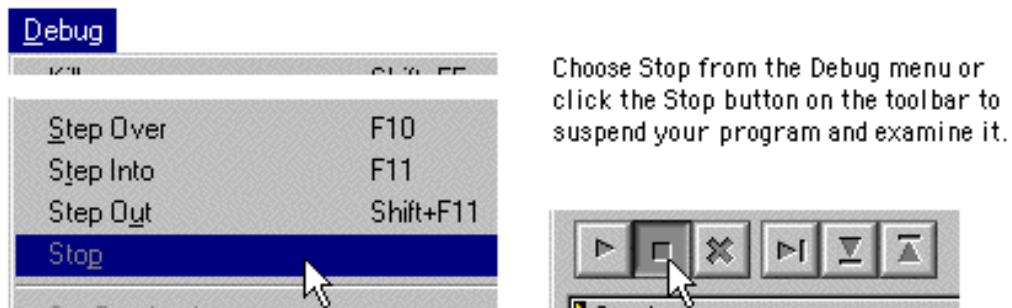 Debug
Step Over F10
Step Into F11
Step Out Shift+F11
Stop
Choose Stop from the Debug menu or
click the Stop button on the toolbar to
suspend your program and examine it.